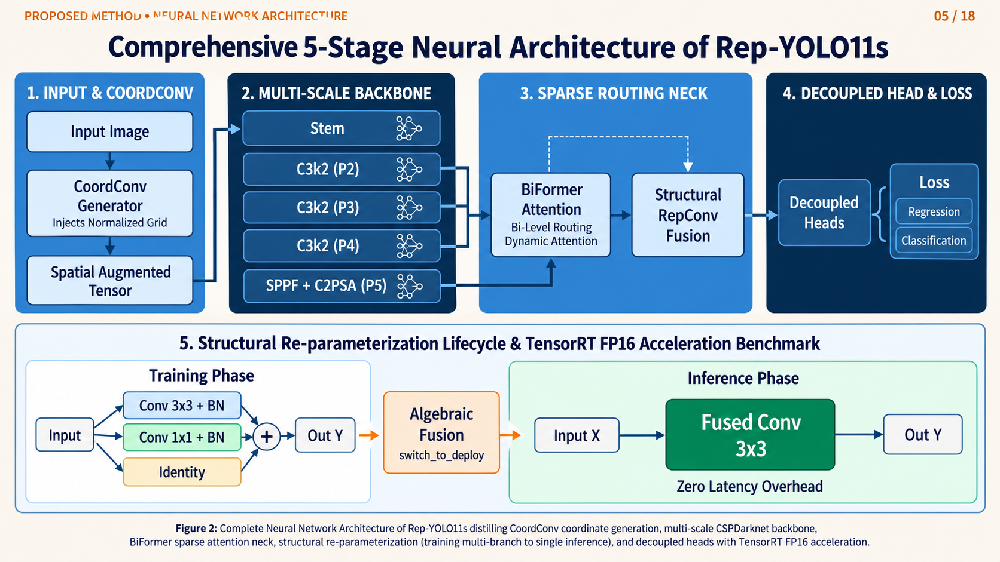 PROPOSED METHOD • NEURAL NETWORK ARCHITECTURE
05 / 18
Comprehensive 5-Stage Neural Architecture of Rep-YOLO11s
1. INPUT & COORDCONV
Input Image
CoordConv
Generator
Injects Normalized Grid
Spatial Augmented
Tensor
2. MULTI-SCALE BACKBONE
Stem
C3k2 (P2)
C3k2 (P3)
C3k2 (P4)
SPPF + C2PSA (P5)
3. SPARSE ROUTING NECK
BiFormer
Attention
Bi-Level Routing
Dynamic Attention
Structural
RepConv
Fusion
4. DECOUPLED HEAD & LOSS
Decoupled
Heads
Loss
Regression
Classification
5. Structural Re-parameterization Lifecycle & TensorRT FP16 Acceleration Benchmark
Training Phase
Input
Conv 3x3 + BN
Conv 1x1 + BN
Identity
+
Out Y
Algebraic
Fusion
switch_to_deploy
Inference Phase
Input X
Fused Conv
3x3
Out Y
Zero Latency Overhead
Figure 2: Complete Neural Network Architecture of Rep-YOLO11s distilling CoordConv coordinate generation, multi-scale CSPDarknet backbone,
BiFormer sparse attention neck, structural re-parameterization (training multi-branch to single inference), and decoupled heads with TensorRT FP16 acceleration.